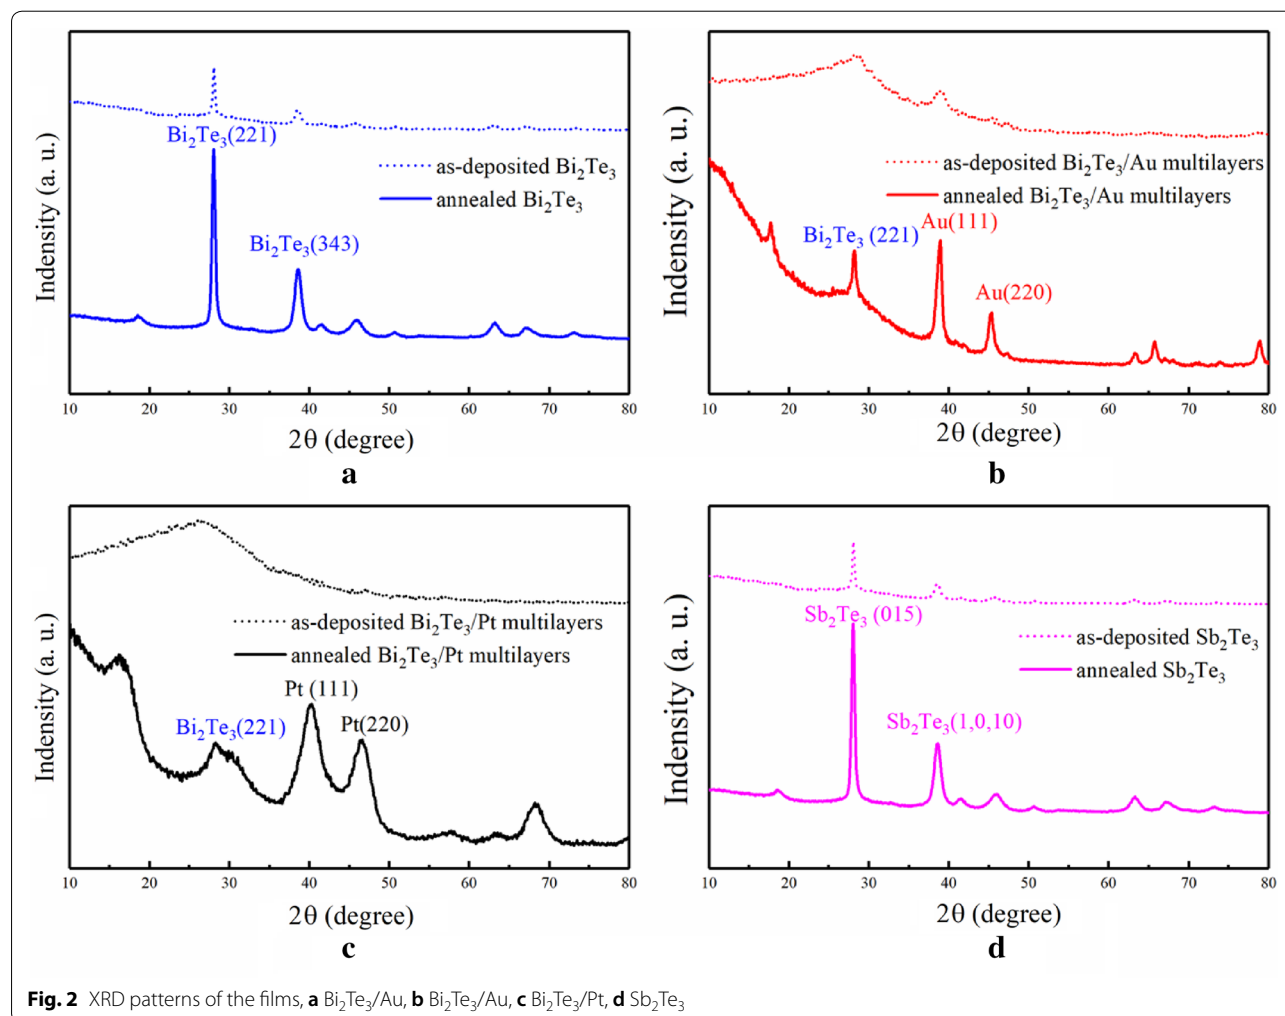 Indensity (a. u.)
Bi2Te3(221)
as-deposited Bi2Te3
annealed Bi2Te3
Bi2Te3(343)
10 20 30 40 50 60 70 80
2θ (degree)
a
Indensity (a. u.)
as-deposited Bi2Te3/Au multilayers
annealed Bi2Te3/Au multilayers
Au(111)
Bi2Te3 (221)
Au(220)
10 20 30 40 50 60 70 80
2θ (degree)
b
Indensity (a. u.)
as-deposited Bi2Te3/Pt multilayers
annealed Bi2Te3/Pt multilayers
Pt (111)
Bi2Te3(221)
Pt(220)
10 20 30 40 50 60 70 80
2θ (degree)
c
Indensity (a. u.)
Sb2Te3 (015)
as-deposited Sb2Te3
annealed Sb2Te3
Sb2Te3(1,0,10)
10 20 30 40 50 60 70 80
2θ (degree)
d
Fig. 2 XRD patterns of the films, a Bi2Te3/Au, b Bi2Te3/Au, c Bi2Te3/Pt, d Sb2Te3